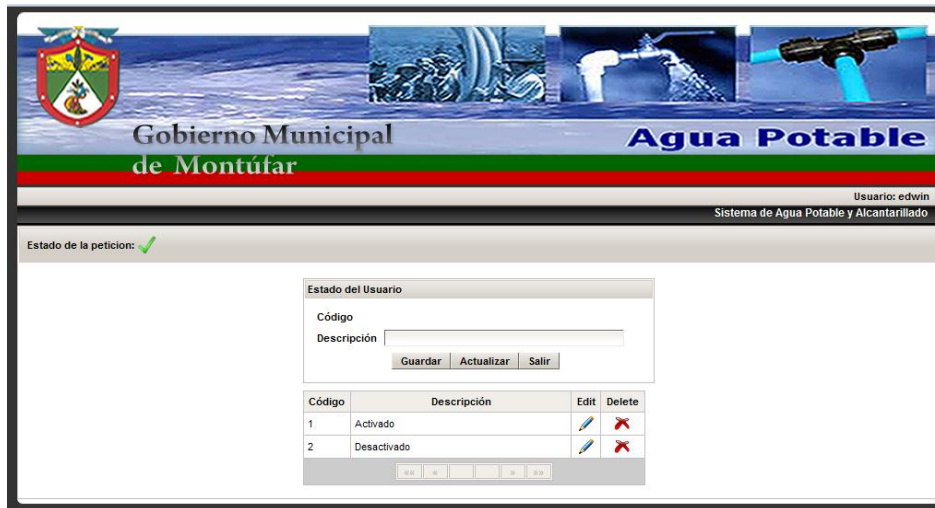 Gobierno Municipal
de Montúfar
Agua Potable
Usuario: edwin
Sistema de Agua Potable y Alcantarillado
Estado de la peticion:
Estado del Usuario
Código
Descripción
Guardar Actualizar Salir
Código Descripción Edit Delete
1 Activado
2 Desactivado
«« « » »»